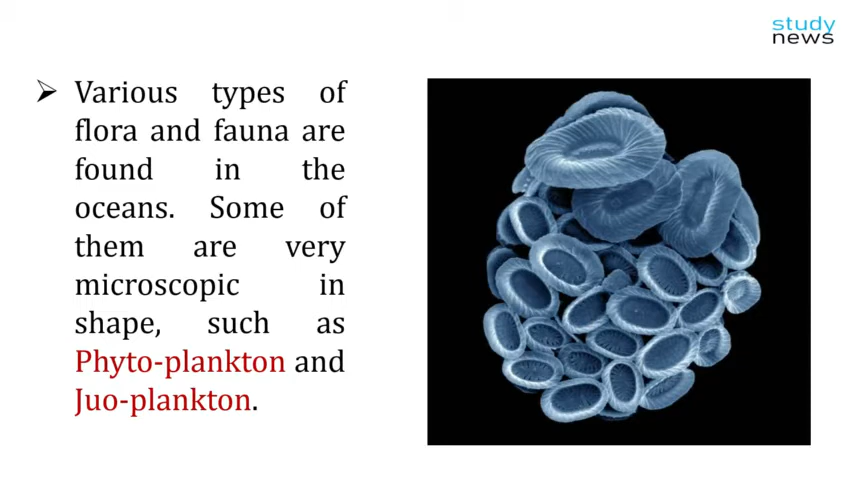 study
news
➢ Various types of
flora and fauna are
found in the
oceans. Some of
them are very
microscopic in
shape, such as
Phyto-plankton and
Juo-plankton.